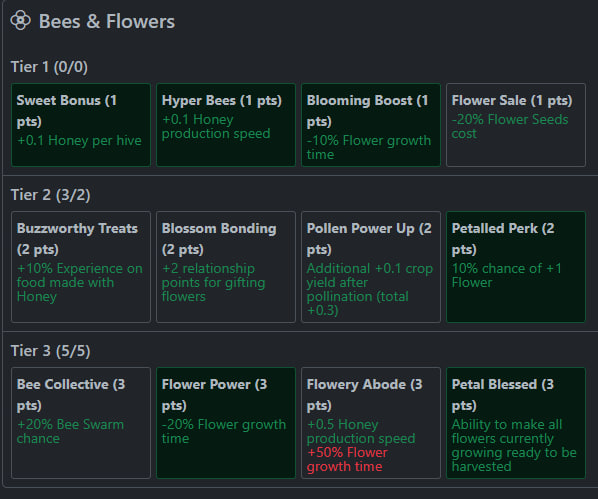 Bees & Flowers
Tier 1 (0/0)
Sweet Bonus (1
pts)
+0.1 Honey per hive
Hyper Bees (1 pts)
+0.1 Honey
production speed
Blooming Boost (1
pts)
-10% Flower growth
time
Flower Sale (1 pts)
-20% Flower Seeds
cost
Tier 2 (3/2)
Buzzworthy Treats
(2 pts)
+10% Experience on
food made with
Honey
Blossom Bonding
(2 pts)
+2 relationship
points for gifting
flowers
Pollen Power Up (2
pts)
Additional +0.1 crop
yield after
pollination (total
+0.3)
Petalled Perk (2
pts)
10% chance of +1
Flower
Tier 3 (5/5)
Bee Collective (3
pts)
+20% Bee Swarm
chance
Flower Power (3
pts)
-20% Flower growth
time
Flowery Abode (3
pts)
+0.5 Honey
production speed
+50% Flower
growth time
Petal Blessed (3
pts)
Ability to make all
flowers currently
growing ready to be
harvested